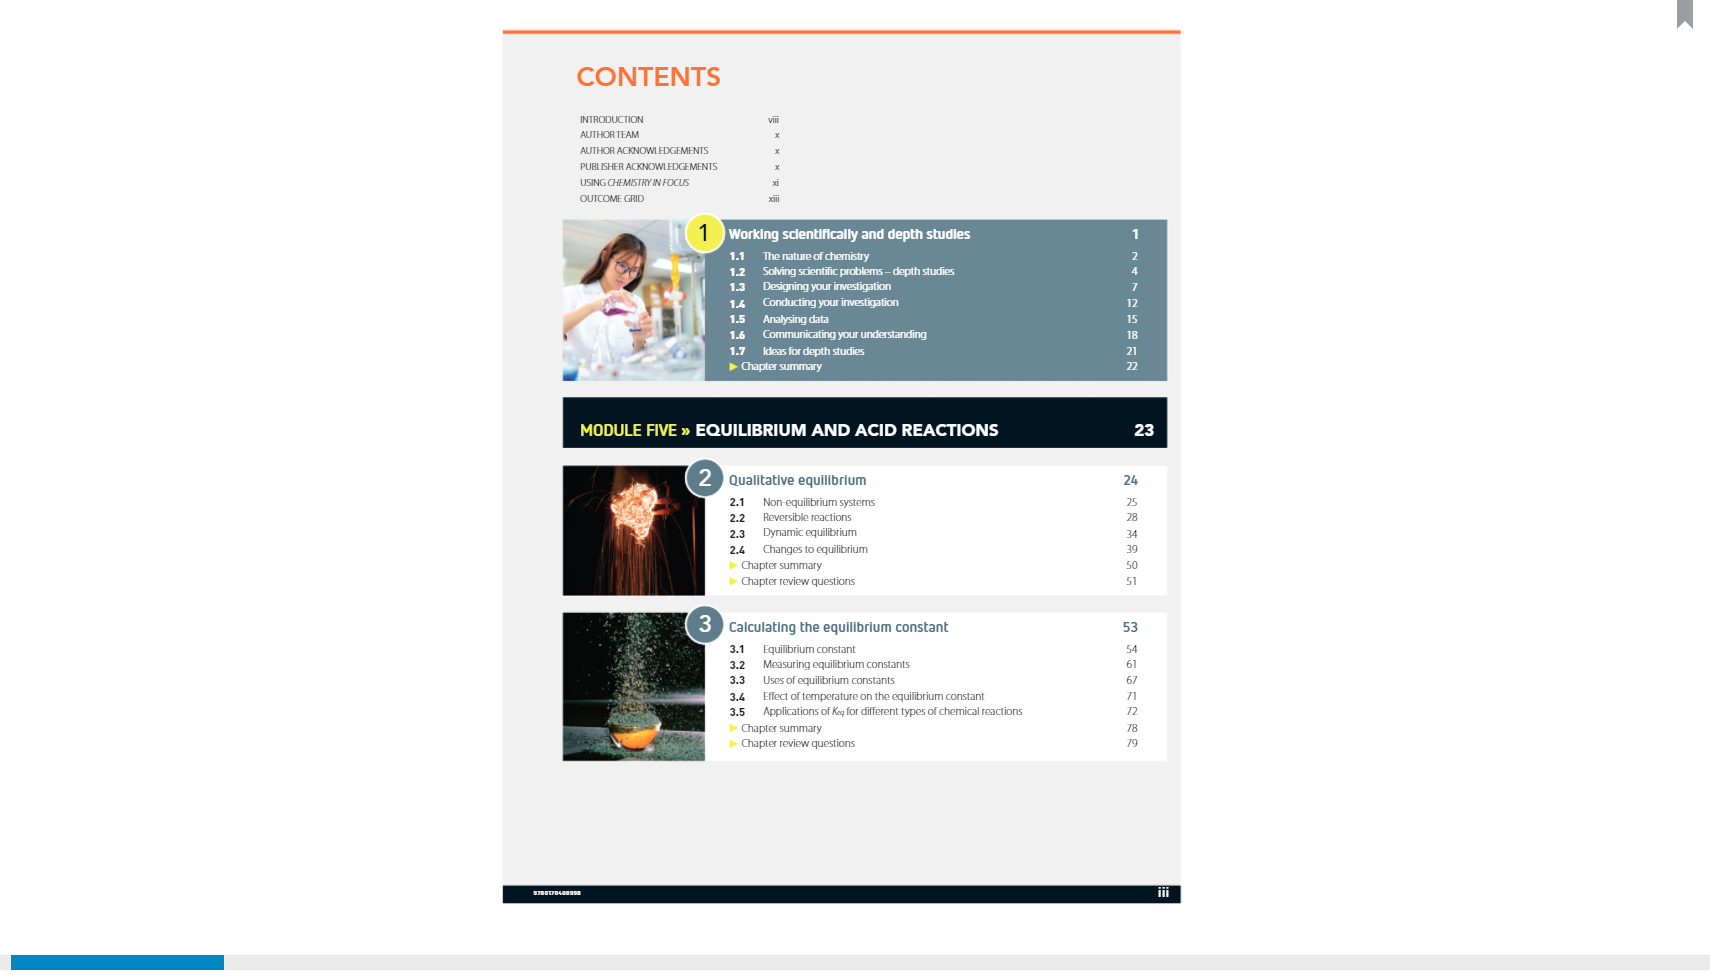 CONTENTS
INTRODUCTION viii
AUTHOR TEAM x
AUTHOR ACKNOWLEDGEMENTS x
PUBLISHER ACKNOWLEDGEMENTS x
USING CHEMISTRY IN FOCUS xi
OUTCOME GRID xiii
1 Working scientifically and depth studies 1
1.1 The nature of chemistry 2
1.2 Solving scientific problems – depth studies 4
1.3 Designing your investigation 7
1.4 Conducting your investigation 12
1.5 Analysing data 15
1.6 Communicating your understanding 18
1.7 Ideas for depth studies 21
▶ Chapter summary 22
MODULE FIVE » EQUILIBRIUM AND ACID REACTIONS 23
2 Qualitative equilibrium 24
2.1 Non-equilibrium systems 25
2.2 Reversible reactions 28
2.3 Dynamic equilibrium 34
2.4 Changes to equilibrium 39
▶ Chapter summary 50
▶ Chapter review questions 51
3 Calculating the equilibrium constant 53
3.1 Equilibrium constant 54
3.2 Measuring equilibrium constants 61
3.3 Uses of equilibrium constants 67
3.4 Effect of temperature on the equilibrium constant 71
3.5 Applications of Keq for different types of chemical reactions 72
▶ Chapter summary 78
▶ Chapter review questions 79
iii